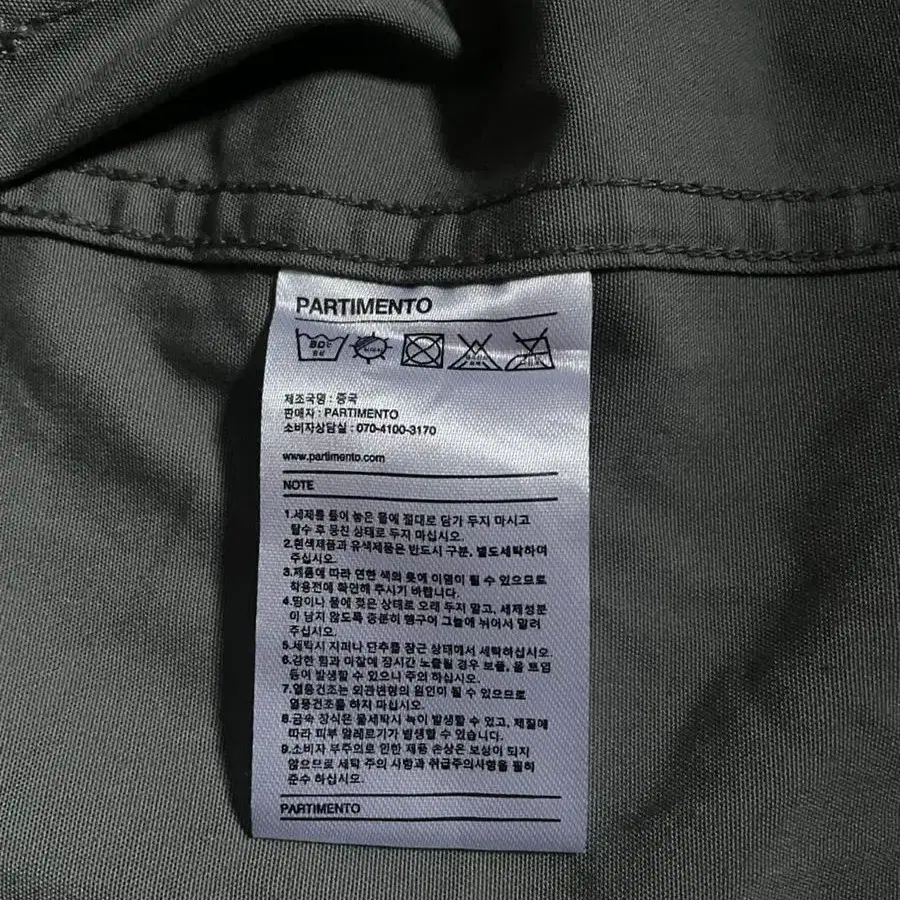 PARTIMENTO
제조국명 : 중국
판매자 : PARTIMENTO
소비자상담실 : 070-4100-3170
www.partimento.com
NOTE
1.세제를 풀어 놓은 물에 절대로 담가 두지 마시고
탈수 후 뭉친 상태로 두지 마십시오.
2.흰색제품과 유색제품은 반드시 구분, 별도세탁하여
주십시오.
3.제품에 따라 연한 색의 옷에 이염이 될 수 있으므로
착용전에 확인해 주시기 바랍니다.
4.땀이나 물에 젖은 상태로 오래 두지 말고, 세제성분
이 남지 않도록 충분히 헹구어 그늘에 뉘어서 말려
주십시오.
5.세탁시 지퍼나 단추를 잠근 상태에서 세탁하십시오.
6.강한 힘과 마찰에 장시간 노출될 경우 보풀, 올 트임
등이 발생할 수 있으니 주의 하십시오.
7.열풍건조는 외관변형의 원인이 될 수 있으므로
열풍건조를 하지 마십시오.
8.금속 장식은 물세탁시 녹이 발생할 수 있고, 체질에
따라 피부 알레르기가 발생할 수 있습니다.
9.소비자 부주의로 인한 제품 손상은 보상이 되지
않으므로 세탁 주의 사항과 취급주의사항을 필히
준수 하십시오.
PARTIMENTO